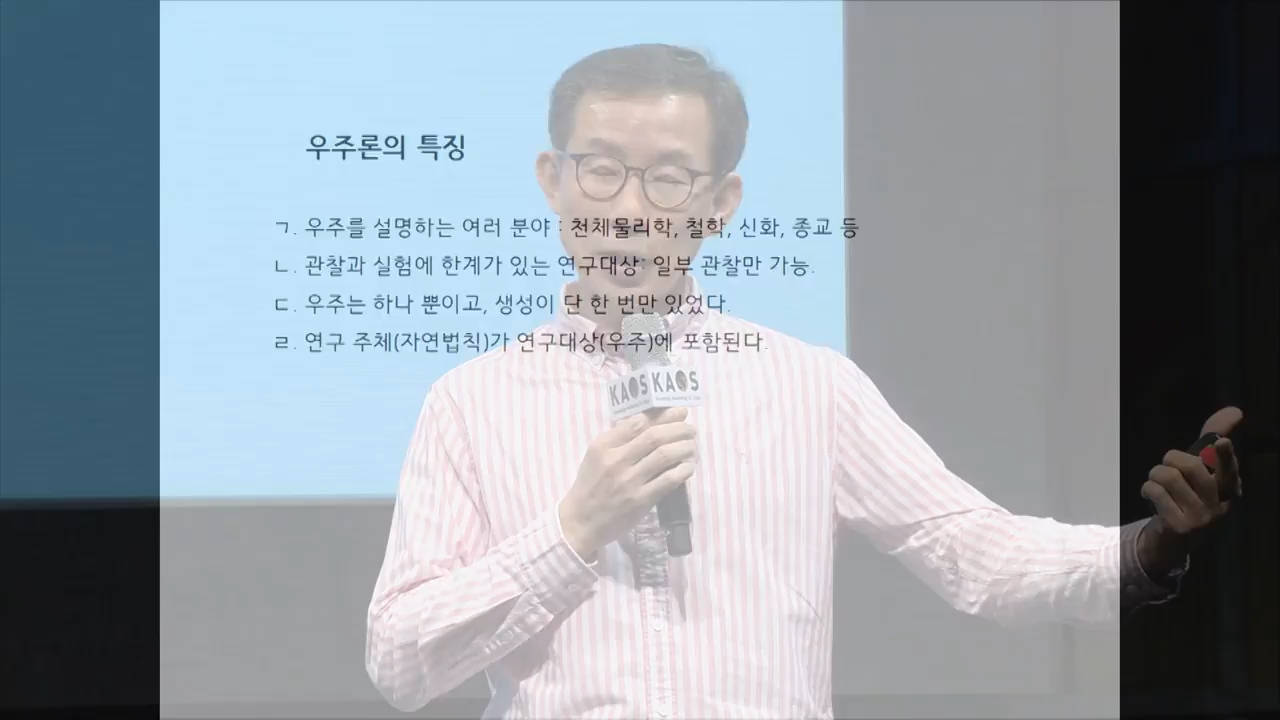 우주론의 특징
ㄱ. 우주를 설명하는 여러 분야 : 천체물리학, 철학, 신화, 종교 등
ㄴ. 관찰과 실험에 한계가 있는 연구대상: 일부 관찰만 가능.
ㄷ. 우주는 하나 뿐이고, 생성이 단 한 번만 있었다.
ㄹ. 연구 주체(자연법칙)가 연구대상(우주)에 포함된다.
KAOS KAOS